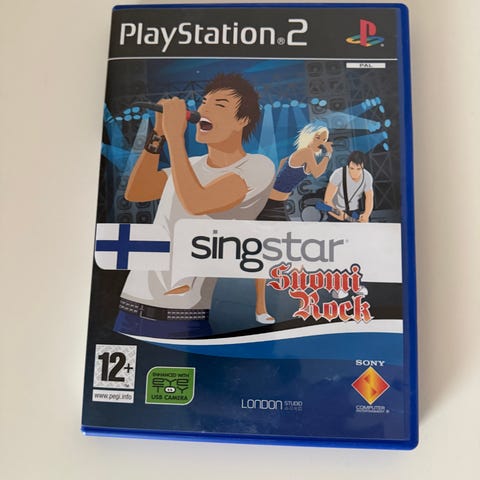 PlayStation®2
PAL
singstar®
Suomi
Rock
12+
www.pegi.info
ENHANCED WITH
EYE
TOY
USB CAMERA
LONDON STUDIO
SONY
COMPUTER
ENTERTAINMENT®